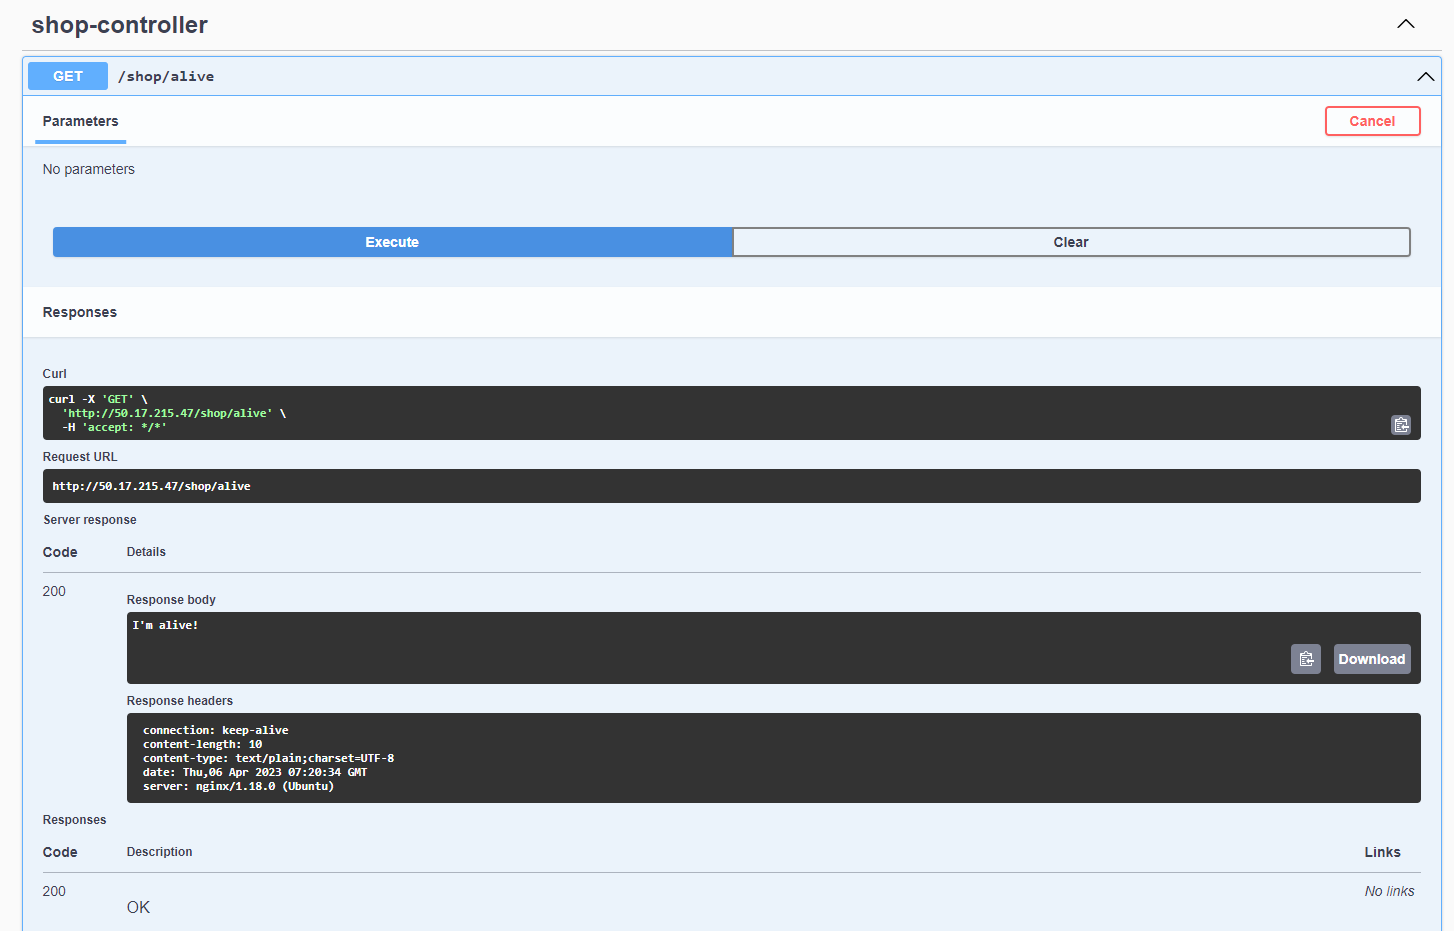 shop-controller
GET /shop/alive
Parameters Cancel
No parameters
Execute Clear
Responses
Curl
curl -X 'GET' \
'http://50.17.215.47/shop/alive' \
-H 'accept: */*'
Request URL
http://50.17.215.47/shop/alive
Server response
Code Details
200
Response body
I'm alive!
Download
Response headers
connection: keep-alive
content-length: 10
content-type: text/plain;charset=UTF-8
date: Thu,06 Apr 2023 07:20:34 GMT
server: nginx/1.18.0 (Ubuntu)
Responses
Code Description Links
200 No links
OK